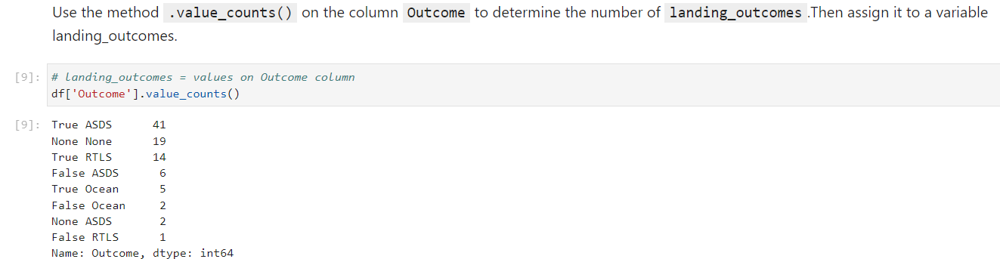 Use the method .value_counts() on the column Outcome to determine the number of landing_outcomes .Then assign it to a variable
landing_outcomes.
[9]: # landing_outcomes = values on Outcome column
df['Outcome'].value_counts()
[9]: True ASDS 41
None None 19
True RTLS 14
False ASDS 6
True Ocean 5
False Ocean 2
None ASDS 2
False RTLS 1
Name: Outcome, dtype: int64